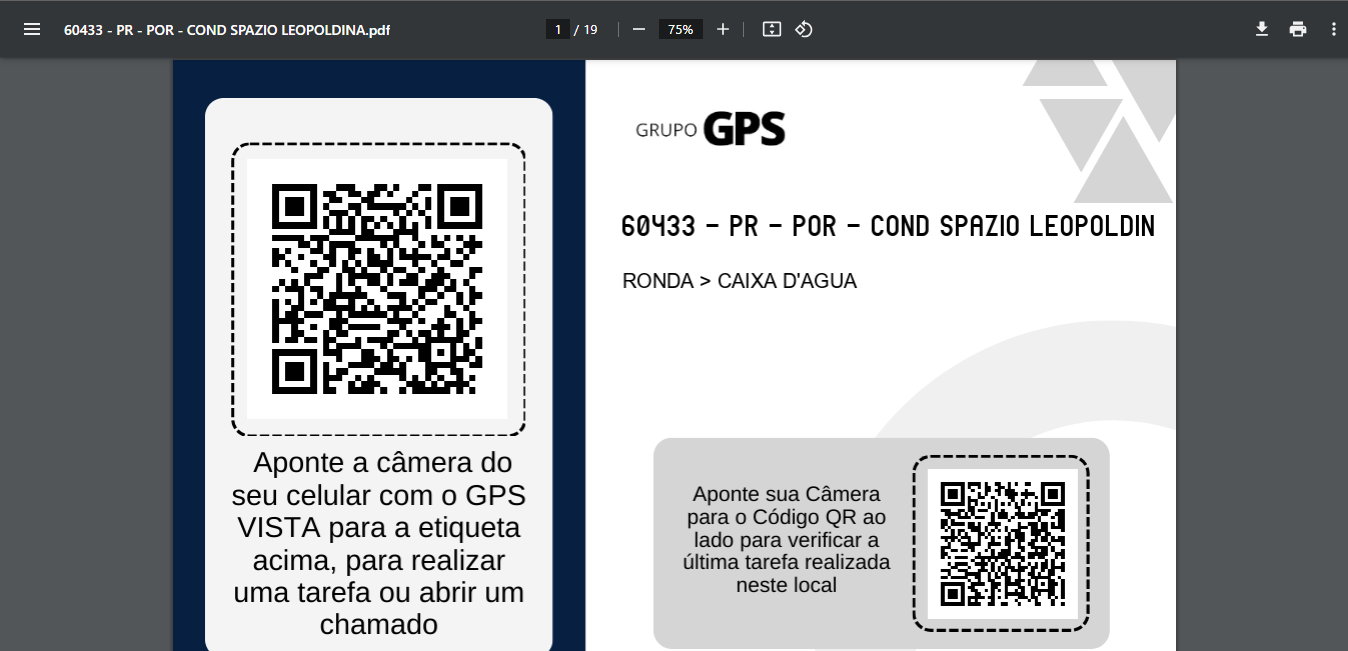 60433 - PR - POR - COND SPAZIO LEOPOLDINA.pdf
1 / 19
75%
GRUPO GPS
60433 - PR - POR - COND SPAZIO LEOPOLDIN
RONDA > CAIXA D'AGUA
Aponte a câmera do
seu celular com o GPS
VISTA para a etiqueta
acima, para realizar
uma tarefa ou abrir um
chamado
Aponte sua Câmera
para o Código QR ao
lado para verificar a
última tarefa realizada
neste local